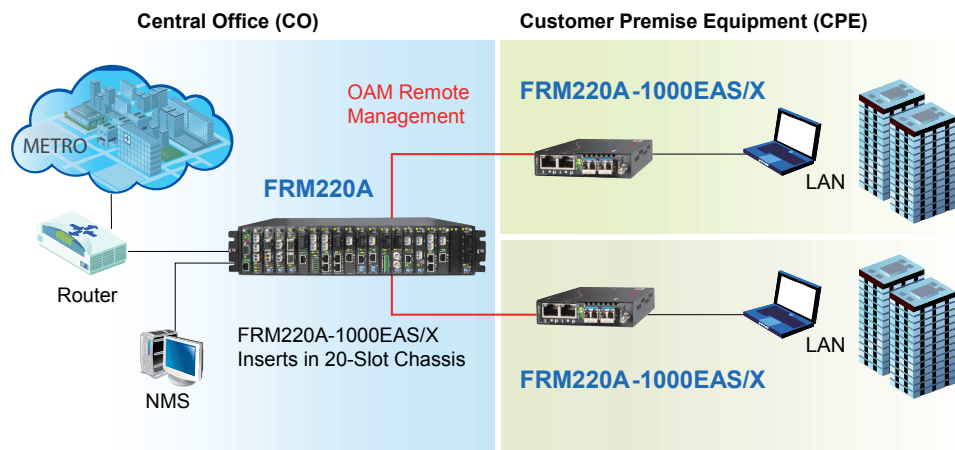 Central Office (CO)
Customer Premise Equipment (CPE)
OAM Remote
Management
FRM220A-1000EAS/X
METRO
FRM220A
LAN
Router
FRM220A-1000EAS/X
Inserts in 20-Slot Chassis
NMS
LAN
FRM220A-1000EAS/X